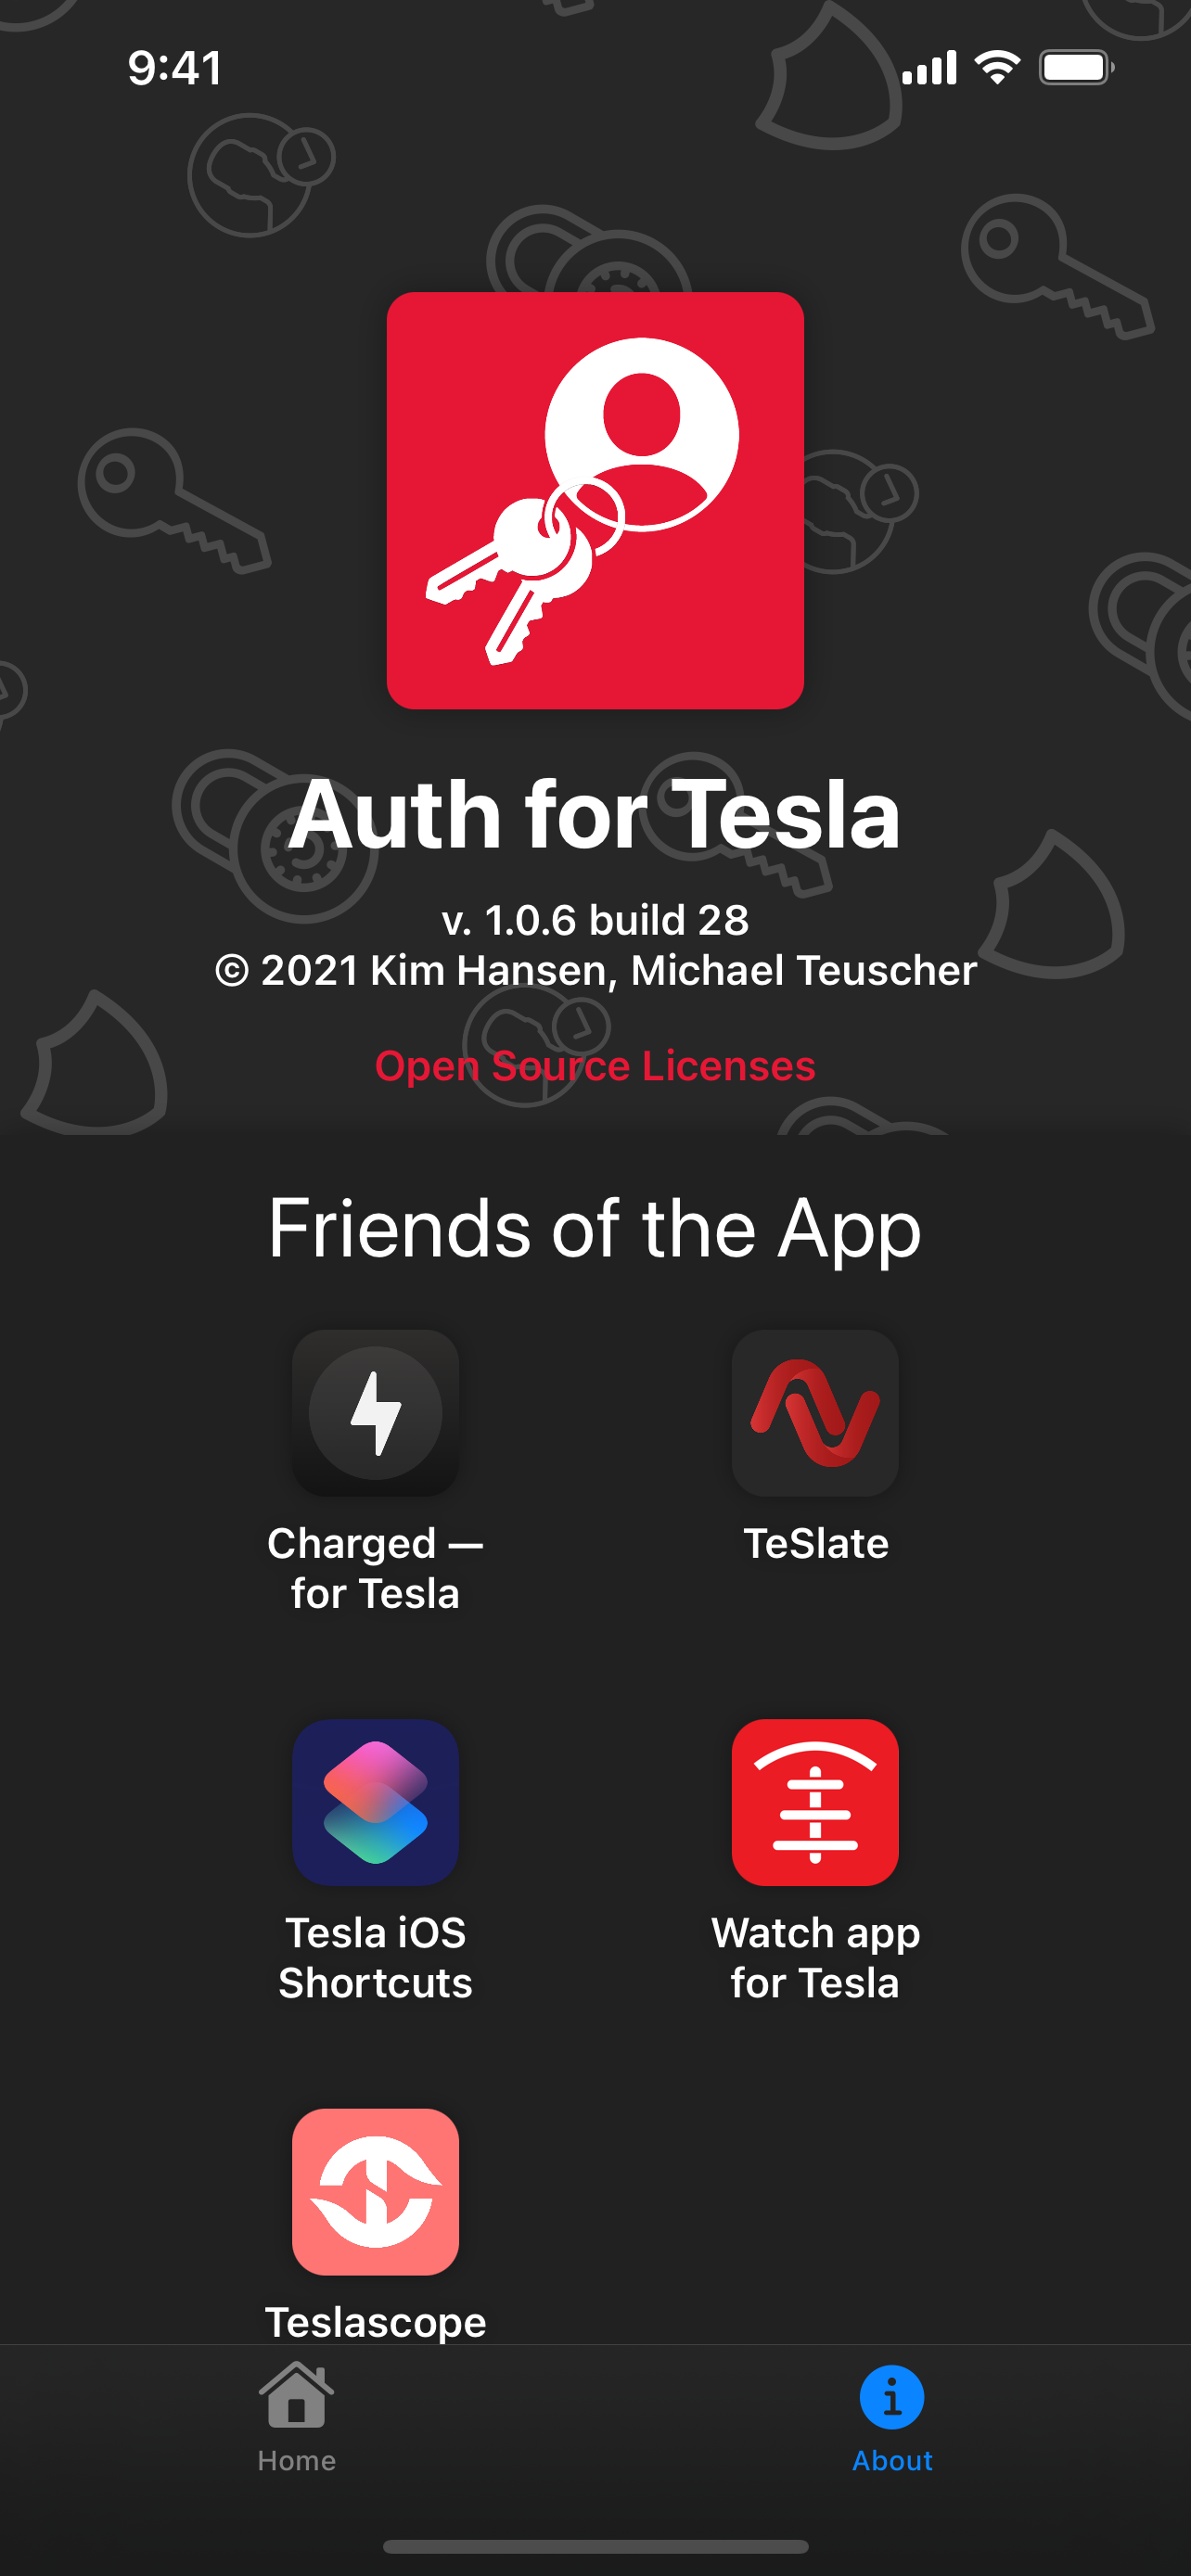 9:41
Auth for Tesla
v. 1.0.6 build 28
© 2021 Kim Hansen, Michael Teuscher
Open Source Licenses
Friends of the App
Charged —
for Tesla
TeSlate
Tesla iOS
Shortcuts
Watch app
for Tesla
Teslascope
Home
About